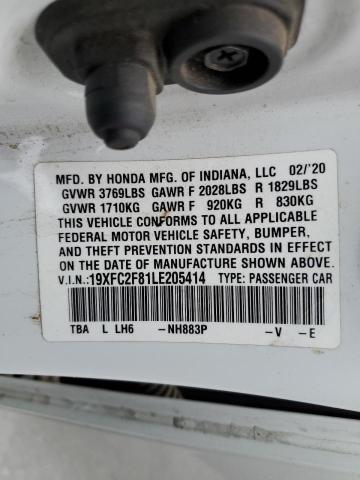 MFD. BY HONDA MFG. OF INDIANA, LLC 02/'20
GVWR 3769LBS GAWR F 2028LBS R 1829LBS
GVWR 1710KG GAWR F 920KG R 830KG
THIS VEHICLE CONFORMS TO ALL APPLICABLE
FEDERAL MOTOR VEHICLE SAFETY, BUMPER,
AND THEFT PREVENTION STANDARDS IN EFFECT
ON THE DATE OF MANUFACTURE SHOWN ABOVE.
V.I.N.:19XFC2F81LE205414 TYPE: PASSENGER CAR
TBA L LH6 -NH883P -V -E